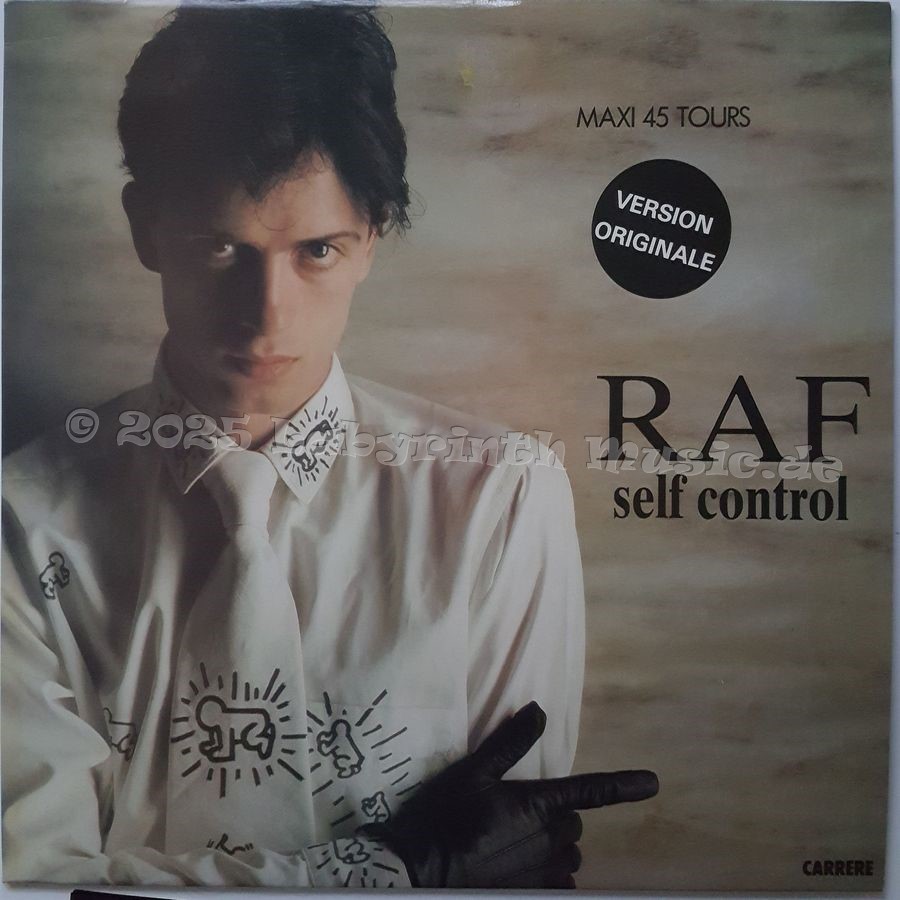 MAXI 45 TOURS
VERSION
ORIGINALE
RAF
© 2025 Labyrinth music.de
self control
CARRERE